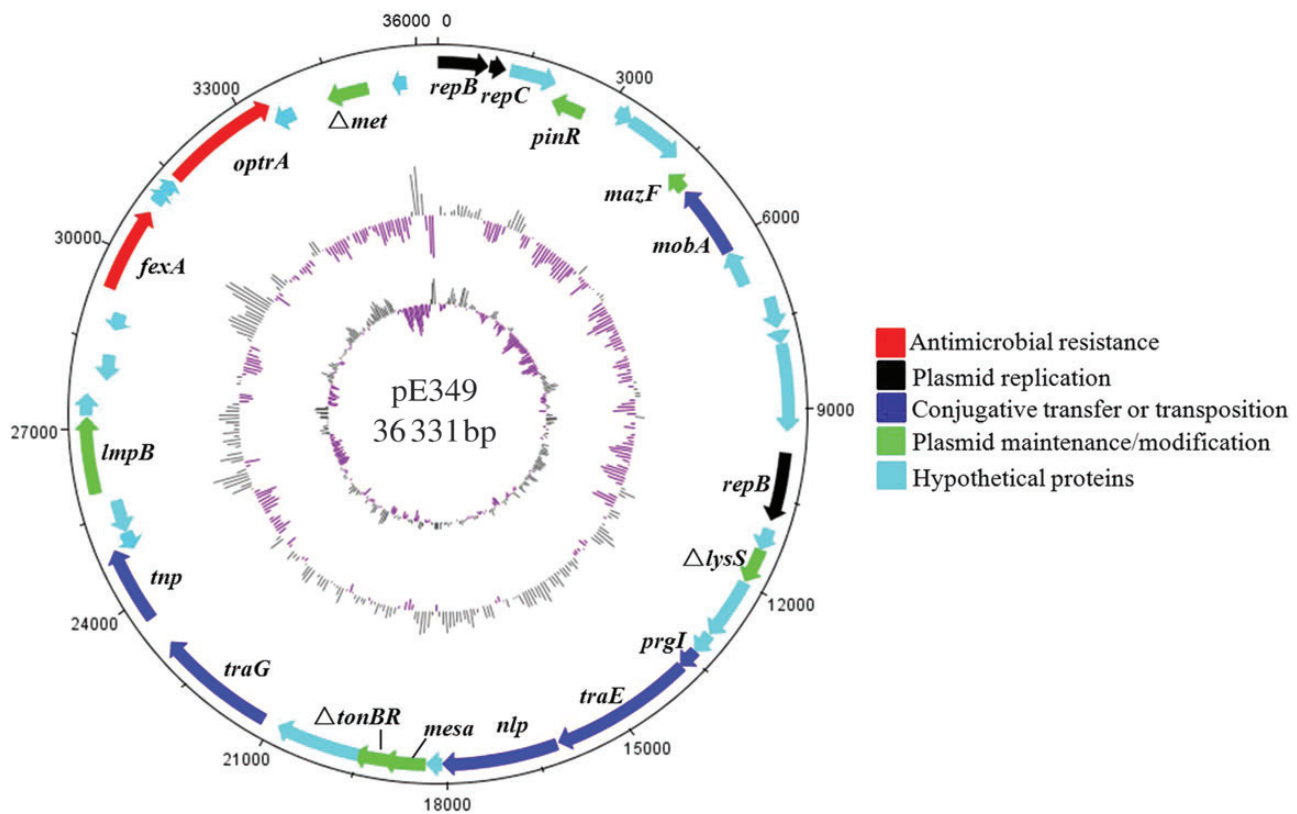 36000 0
33000
3000
repB repC
△met
pinR
optrA
mazF
6000
mobA
30000
fexA
Antimicrobial resistance
Plasmid replication
Conjugative transfer or transposition
Plasmid maintenance/modification
Hypothetical proteins
pE349
36 331bp
9000
27000
lmpB
repB
△lysS
12000
tnp
24000
prgI
traG
traE
△tonBR
mesa
nlp
15000
21000
18000